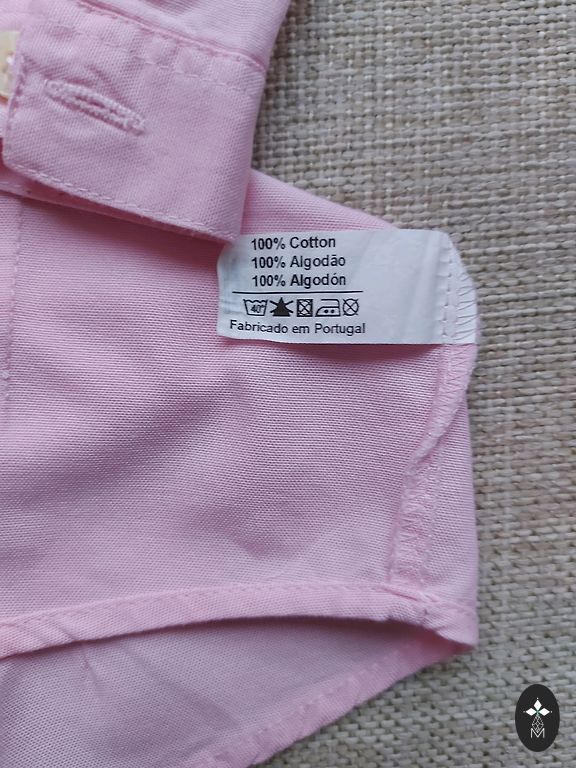 100% Cotton
100% Algodão
100% Algodón
40°
Fabricado em Portugal